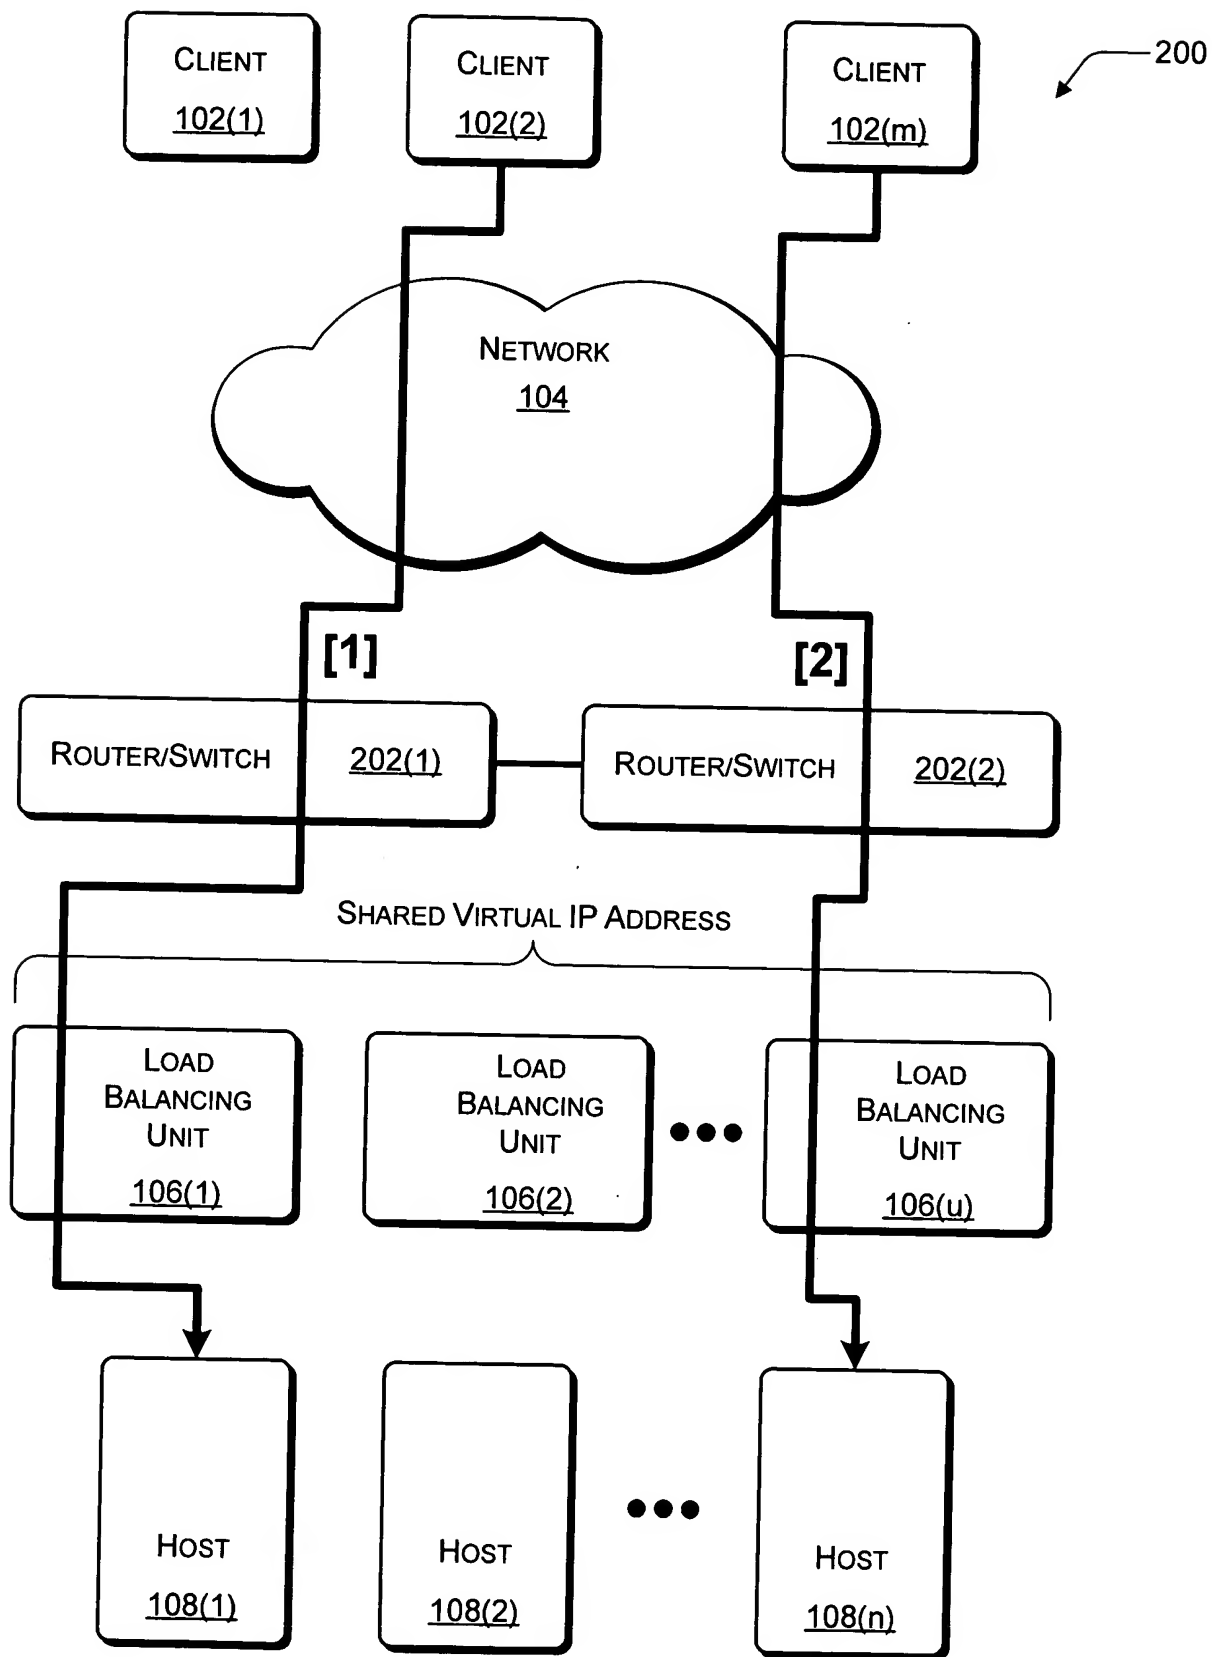 200
CLIENT
102(1)
CLIENT
102(2)
CLIENT
102(m)
NETWORK
104
[1]
[2]
ROUTER/SWITCH 202(1)
ROUTER/SWITCH 202(2)
SHARED VIRTUAL IP ADDRESS
LOAD
BALANCING
UNIT
106(1)
LOAD
BALANCING
UNIT
106(2)
LOAD
BALANCING
UNIT
106(u)
HOST
108(1)
HOST
108(2)
HOST
108(n)